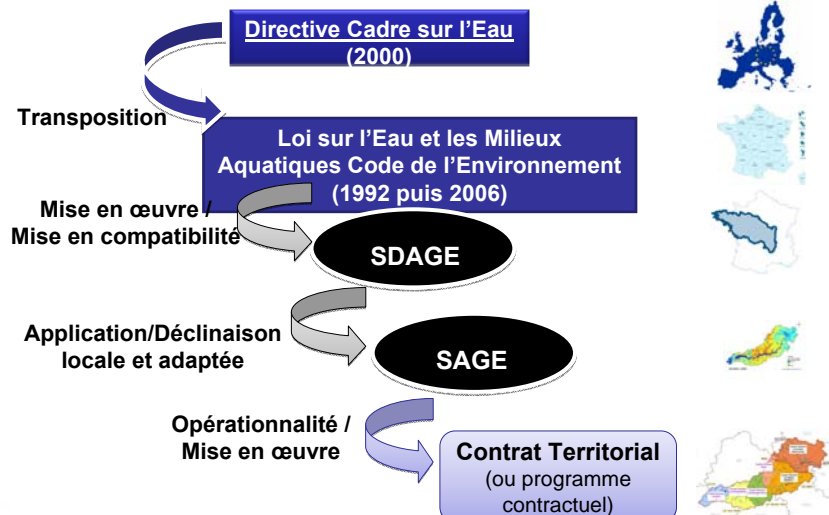 Directive Cadre sur l'Eau
(2000)
Transposition
Loi sur l'Eau et les Milieux
Aquatiques Code de l'Environnement
(1992 puis 2006)
Mise en œuvre /
Mise en compatibilité
SDAGE
Application/Déclinaison
locale et adaptée
SAGE
Opérationnalité /
Mise en œuvre
Contrat Territorial
(ou programme
contractuel)